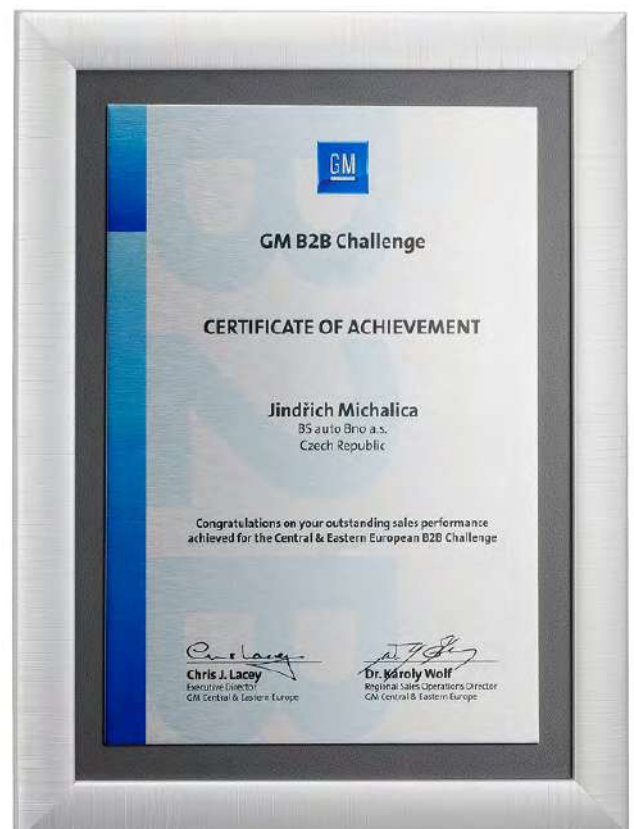 GM
GM B2B Challenge
CERTIFICATE OF ACHIEVEMENT
Jindřich Michalica
BS auto Bno a.s.
Czech Republic
Congratulations on your outstanding sales performance
achieved for the Central & Eastern European B2B Challenge
Chris J. Lacey
Executive Director
GM Central & Eastern Europe
Dr. Károly Wolf
Regional Sales Operations Director
GM Central & Eastern Europe